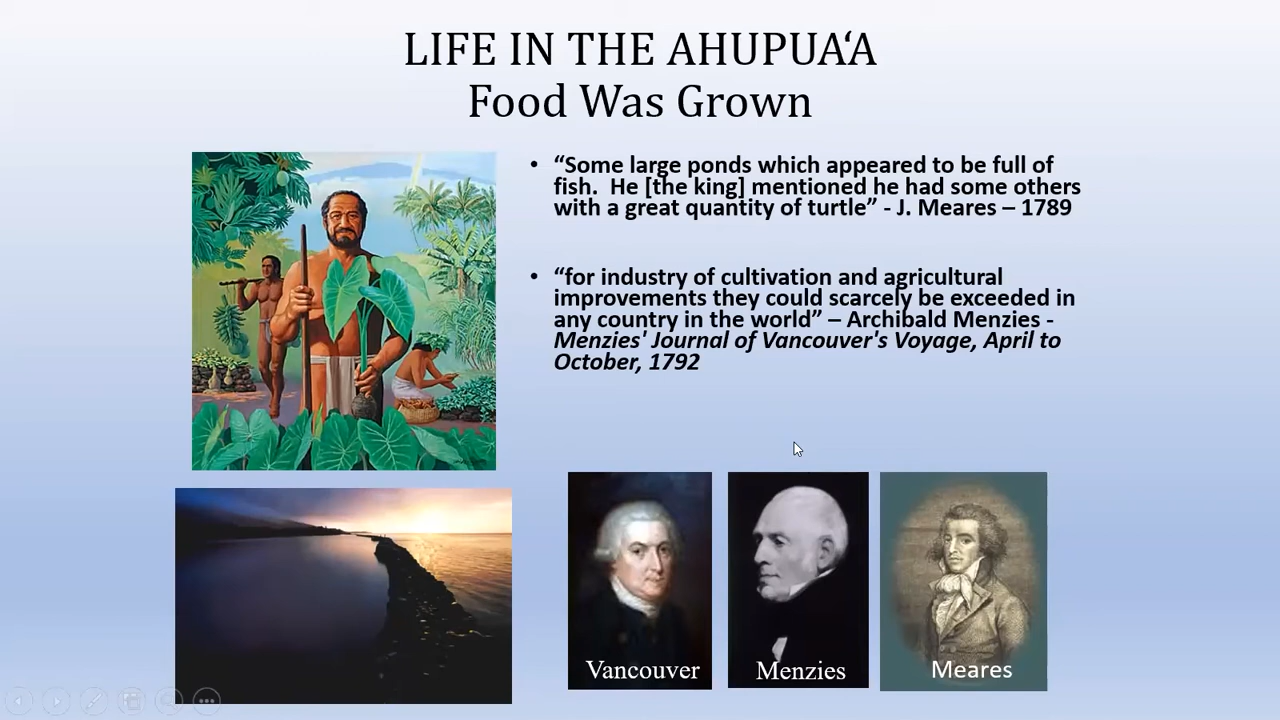 LIFE IN THE AHUPUA‘A
Food Was Grown
• “Some large ponds which appeared to be full of
fish.  He [the king] mentioned he had some others
with a great quantity of turtle” - J. Meares – 1789
• “for industry of cultivation and agricultural
improvements they could scarcely be exceeded in
any country in the world” – Archibald Menzies -
Menzies' Journal of Vancouver's Voyage, April to
October, 1792
Vancouver
Menzies
Meares